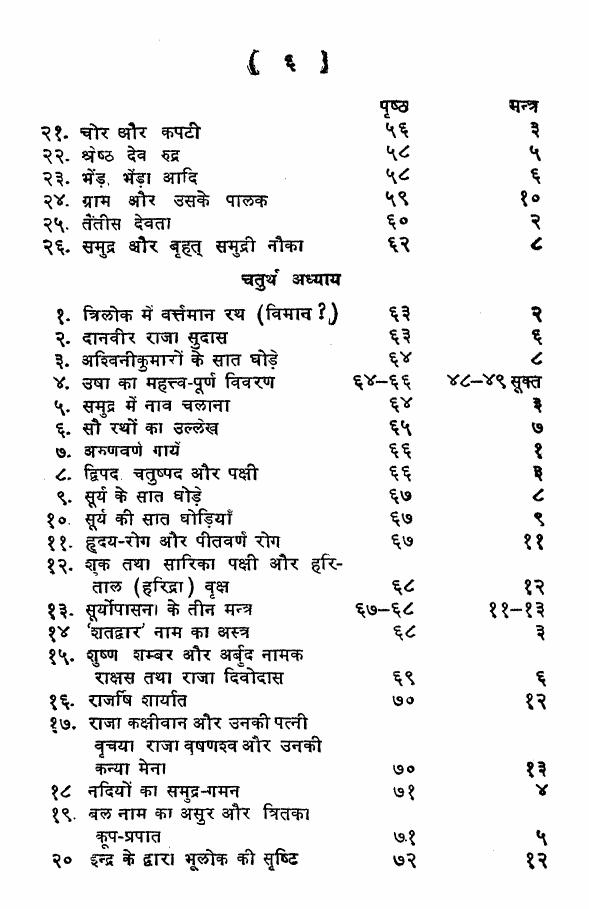 ( ६ )
पृष्ठ मन्त्र
२१. चोर और कपटी ५६ ३
२२. श्रेष्ठ देव रुद्र ५८ ५
२३. भेंड़, भेंड़ा आदि ५८ ६
२४. ग्राम और उसके पालक ५९ १०
२५. तैंतीस देवता ६० २
२६. समुद्र और बृहत् समुद्री नौका ६२ ८
चतुर्थ अध्याय
१. त्रिलोक में वर्त्तमान रथ (विमान ?) ६३ २
२. दानवीर राजा सुदास ६३ ६
३. अश्विनीकुमारों के सात घोड़े ६४ ८
४. उषा का महत्त्व-पूर्ण विवरण ६४–६६ ४८–४९ सूक्त
५. समुद्र में नाव चलाना ६४ ३
६. सौ रथों का उल्लेख ६५ ७
७. अरुणवर्ण गायें ६६ १
८. द्विपद चतुष्पद और पक्षी ६६ ३
९. सूर्य के सात घोड़े ६७ ८
१०. सूर्य की सात घोड़ियाँ ६७ ९
११. हृदय-रोग और पीतवर्ण रोग ६७ ११
१२. शुक तथा सारिका पक्षी और हरि-
ताल (हरिद्रा) वृक्ष ६८ १२
१३. सूर्योपासना के तीन मन्त्र ६७–६८ ११–१३
१४ 'शतद्वार' नाम का अस्त्र ६८ ३
१५. शुष्ण शम्बर और अर्बुद नामक
राक्षस तथा राजा दिवोदास ६९ ६
१६. राजर्षि शार्यात ७० १२
१७. राजा कक्षीवान और उनकी पत्नी
वृचया राजा वृषणश्व और उनकी
कन्या मेना ७० १३
१८ नदियों का समुद्र-गमन ७१ ४
१९. बल नाम का असुर और त्रितका
कूप-प्रपात ७१ ५
२० इन्द्र के द्वारा भूलोक की सृष्टि ७२ १२